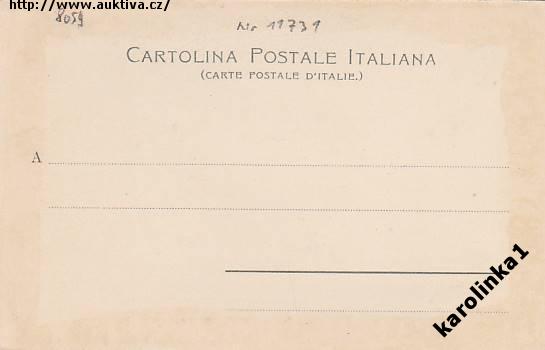 http://www.auktiva.cz/
8059
Nr. 11731
CARTOLINA POSTALE ITALIANA
(CARTE POSTALE D'ITALIE.)
A
karolinka1